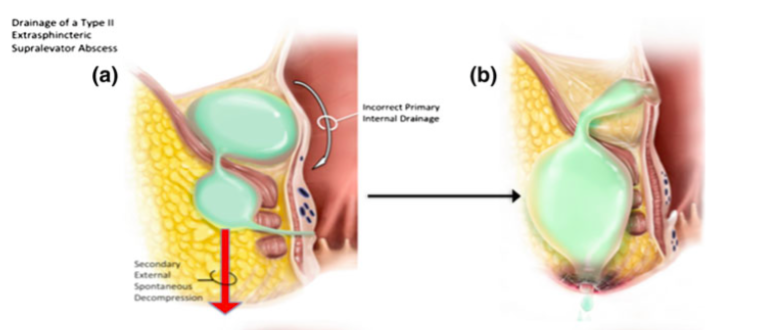 Drainage of a Type II
Extrasphincteric
Supralevator Abscess
(a)
(b)
Incorrect Primary
Internal Drainage
Secondary
External
Spontaneous
Decompression